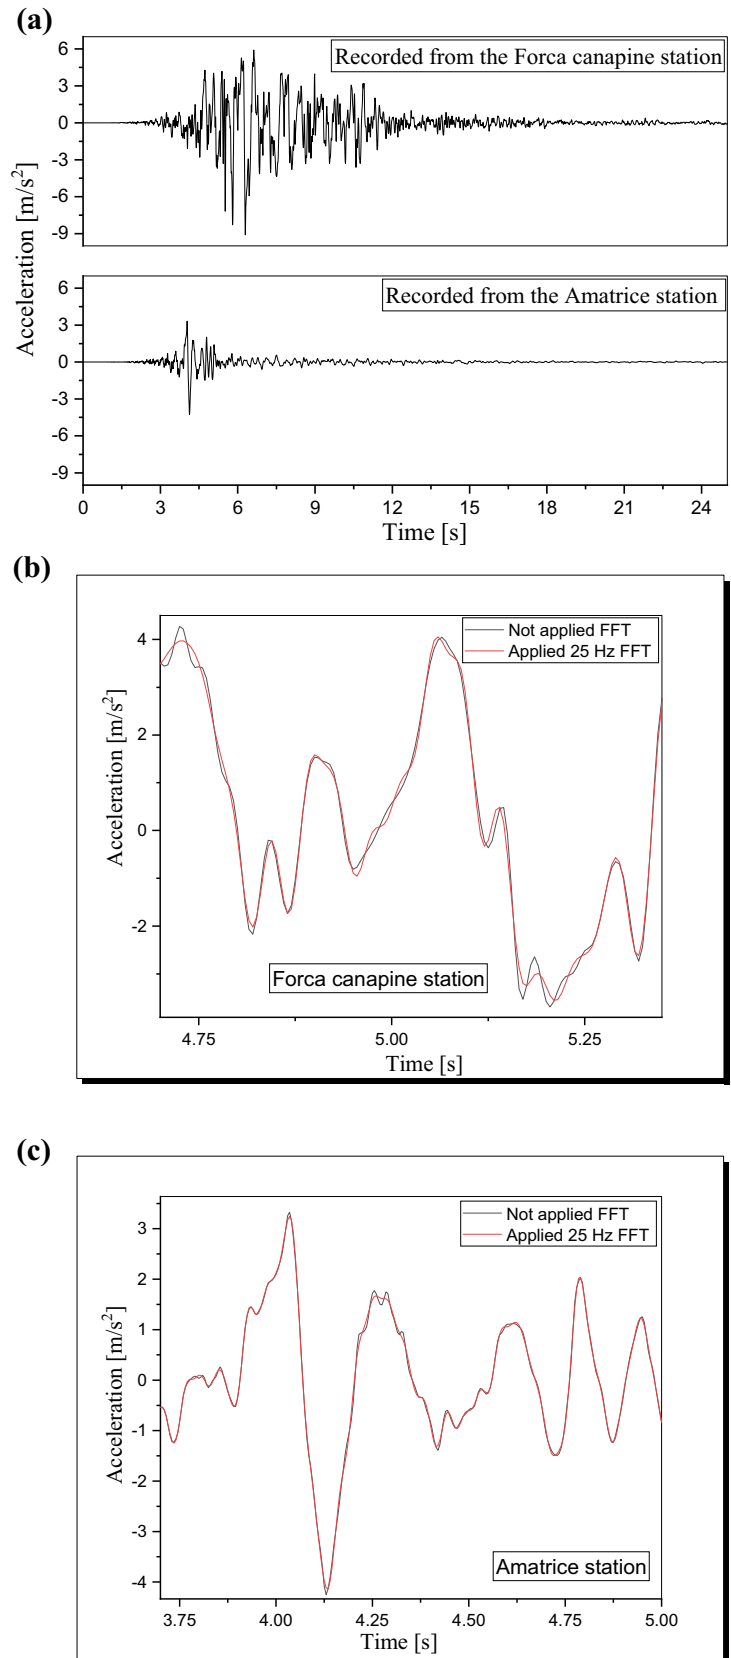 (a)
Recorded from the Forca canapine station
6
3
0
-3
-6
-9
Acceleration [m/s²]
Recorded from the Amatrice station
6
3
0
-3
-6
-9
0 3 6 9 12 15 18 21 24
Time [s]
(b)
Not applied FFT
Applied 25 Hz FFT
4
2
0
-2
Acceleration [m/s²]
Forca canapine station
4.75 5.00 5.25
Time [s]
(c)
Not applied FFT
Applied 25 Hz FFT
3
2
1
0
-1
-2
-3
-4
Acceleration [m/s²]
Amatrice station
3.75 4.00 4.25 4.50 4.75 5.00
Time [s]